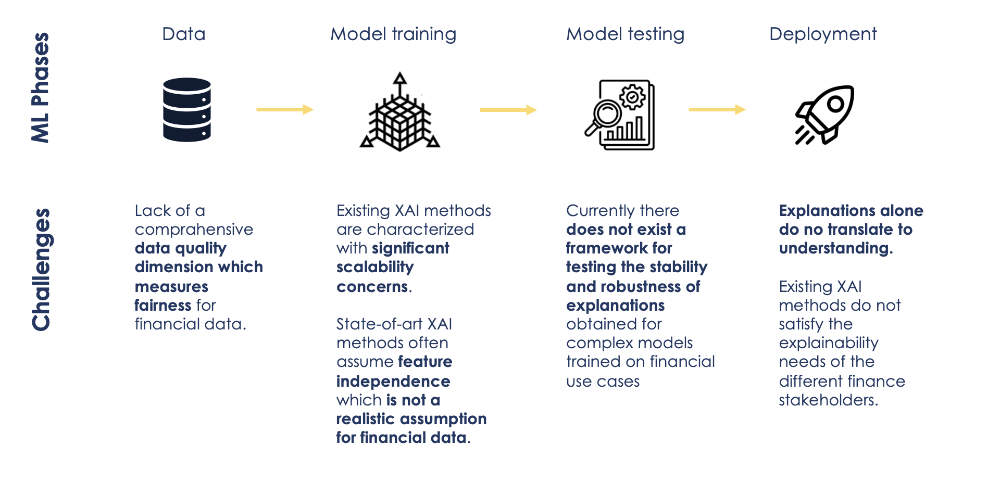 ML Phases
Data
Model training
Model testing
Deployment
Challenges
Lack of a
comprahensive
data quality
dimension which
measures
fairness for
financial data.
Existing XAI methods
are characterized
with significant
scalability
concerns.
State-of-art XAI
methods often
assume feature
independence
which is not a
realistic assumption
for financial data.
Currently there
does not exist a
framework for
testing the stability
and robustness of
explanations
obtained for
complex models
trained on financial
use cases
Explanations alone
do no translate to
understanding.
Existing XAI
methods do not
satisfy the
explainability
needs of the
different finance
stakeholders.